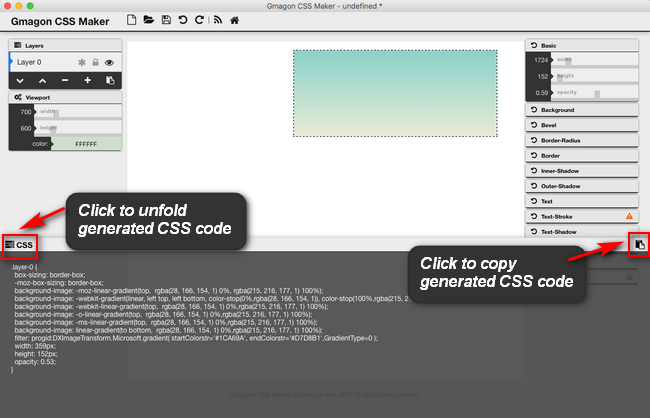 Gmagon CSS Maker - undefined *
Gmagon CSS Maker
Layers
Layer 0
Viewport
700 width
600 height
color: FFFFFF
Basic
1724 width
152 height
0.59 opacity
Background
Bevel
Border-Radius
Border
Inner-Shadow
Outer-Shadow
Text
Text-Stroke
Text-Shadow
Click to unfold
generated CSS code
CSS
Click to copy
generated CSS code
.layer-0 {
box-sizing: border-box;
-moz-box-sizing: border-box;
background-image: -moz-linear-gradient(top, rgba(28, 166, 154, 1) 0%, rgba(215, 216, 177, 1) 100%);
background-image: -webkit-gradient(linear, left top, left bottom, color-stop(0%,rgba(28, 166, 154, 1)), color-stop(100%,rgba(215, 2
background-image: -webkit-linear-gradient(top, rgba(28, 166, 154, 1) 0%,rgba(215, 216, 177, 1) 100%);
background-image: -o-linear-gradient(top, rgba(28, 166, 154, 1) 0%,rgba(215, 216, 177, 1) 100%);
background-image: -ms-linear-gradient(top, rgba(28, 166, 154, 1) 0%,rgba(215, 216, 177, 1) 100%);
background-image: linear-gradient(to bottom, rgba(28, 166, 154, 1) 0%,rgba(215, 216, 177, 1) 100%);
filter: progid:DXImageTransform.Microsoft.gradient( startColorstr='#1CA69A', endColorstr='#D7D8B1',GradientType=0 );
width: 359px;
height: 152px;
opacity: 0.53;
}
Gmagon CSS Maker